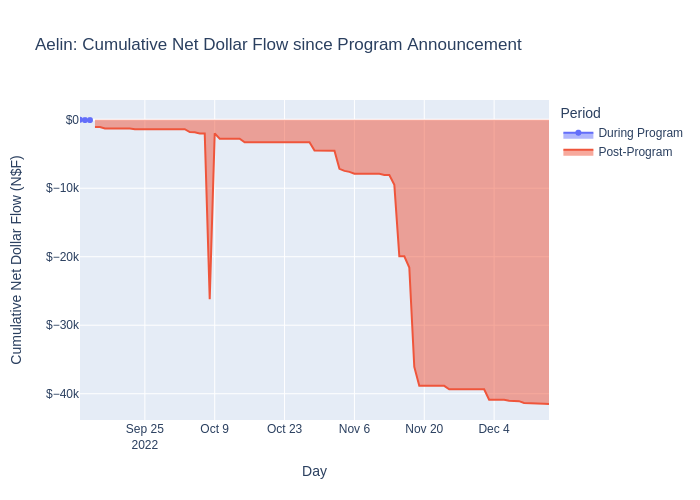 Aelin: Cumulative Net Dollar Flow since Program Announcement
Period
During Program
Post-Program
Cumulative Net Dollar Flow (N$F)
$0
$−10k
$−20k
$−30k
$−40k
Sep 25
2022
Oct 9
Oct 23
Nov 6
Nov 20
Dec 4
Day